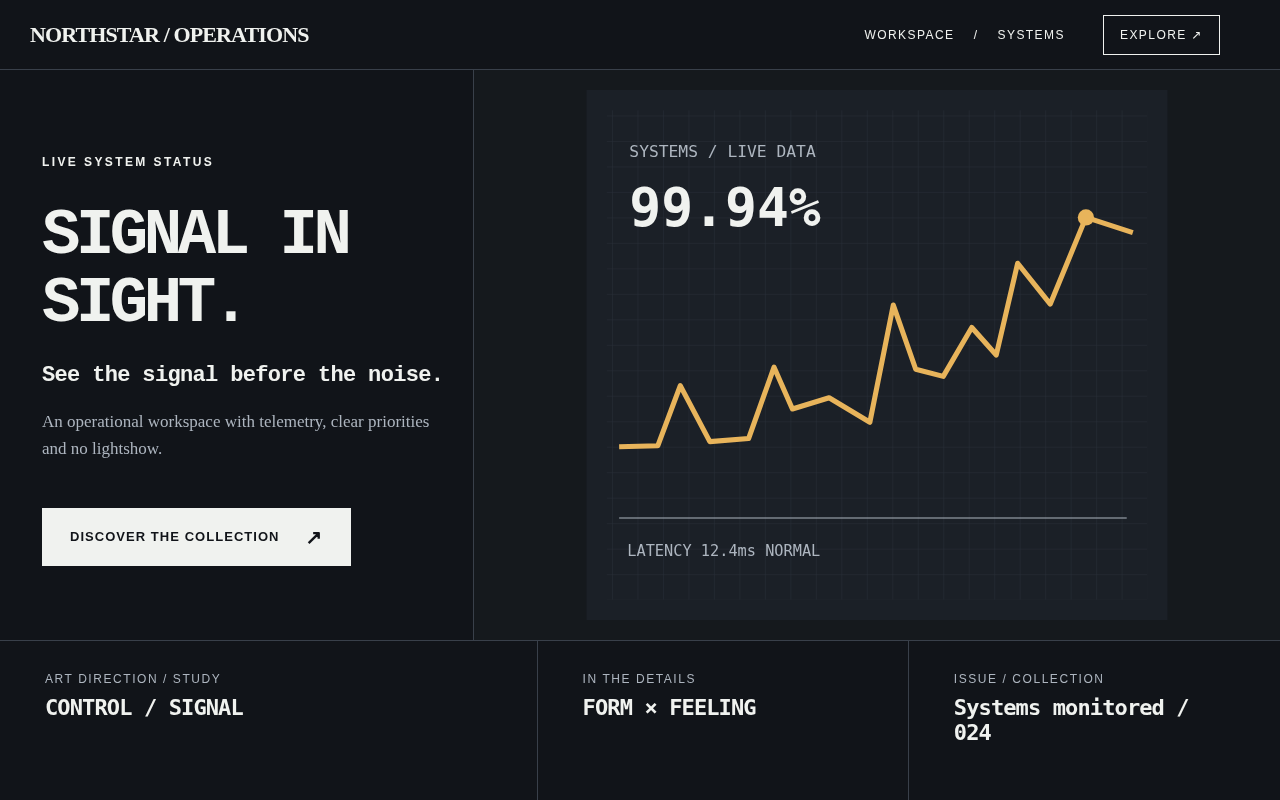 NORTHSTAR / OPERATIONS
WORKSPACE / SYSTEMS
EXPLORE ↗
LIVE SYSTEM STATUS
SIGNAL IN
SIGHT.
See the signal before the noise.
An operational workspace with telemetry, clear priorities
and no lightshow.
DISCOVER THE COLLECTION ↗
SYSTEMS / LIVE DATA
99.94%
LATENCY 12.4ms NORMAL
ART DIRECTION / STUDY
CONTROL / SIGNAL
IN THE DETAILS
FORM × FEELING
ISSUE / COLLECTION
Systems monitored /
024